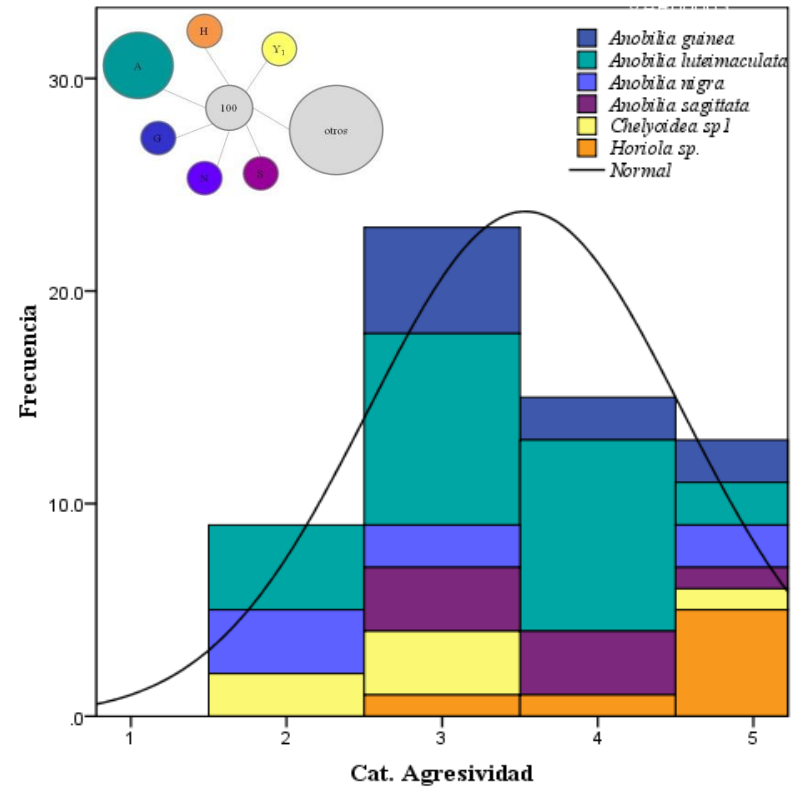 H
A
Y1
100
otros
G
N
S
Anobilia guinea
Anobilia luteimaculata
Anobilia nigra
Anobilia sagittata
Chelyoidea sp1
Horiola sp.
Normal
Frecuencia
30.0
20.0
10.0
.0
1 2 3 4 5
Cat. Agresividad